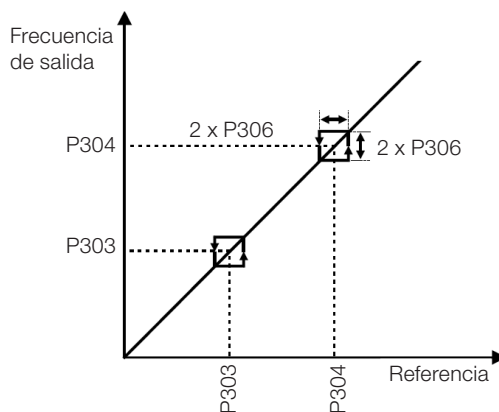 Frecuencia
de salida
P304
2 x P306
2 x P306
P303
P303
P304
Referencia